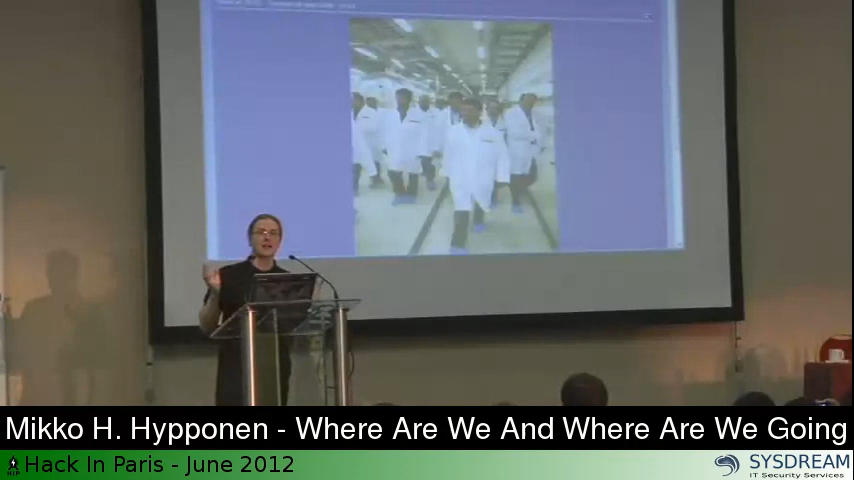 Mikko H. Hypponen - Where Are We And Where Are We Going
Hack In Paris - June 2012
SYSDREAM
IT Security Services